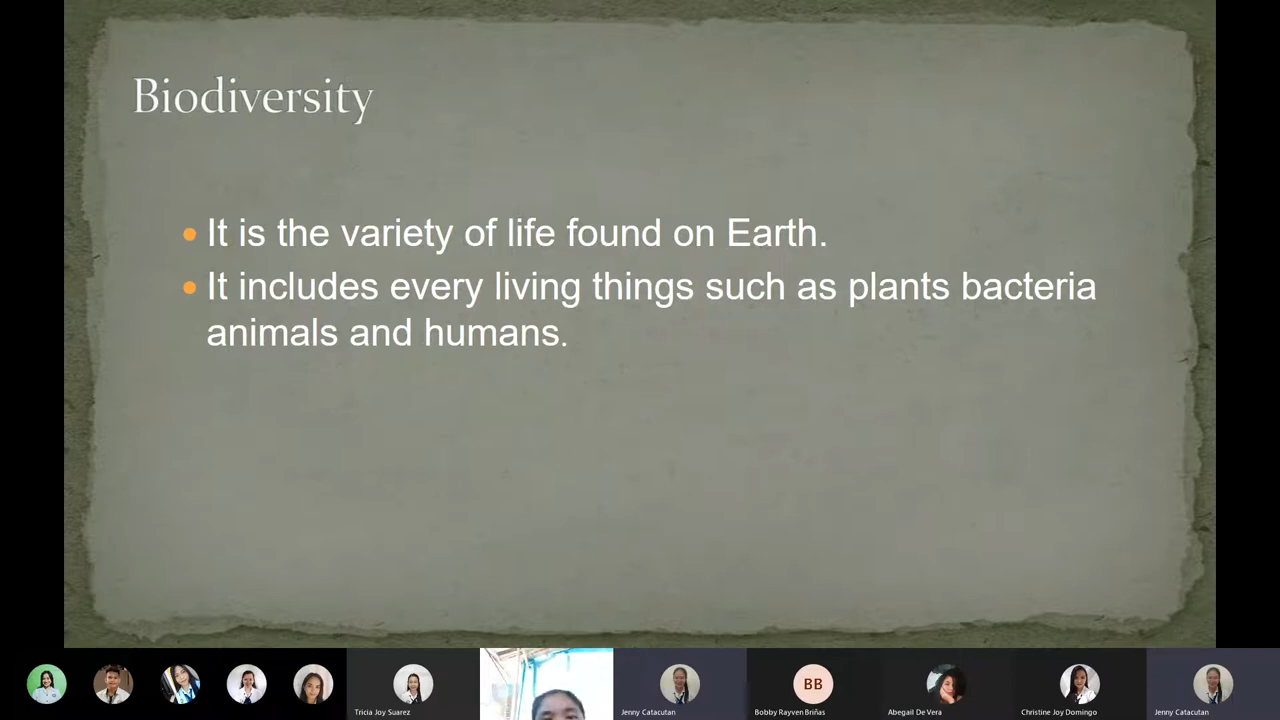 Biodiversity
It is the variety of life found on Earth.
It includes every living things such as plants bacteria
animals and humans.
BB
Tricia Joy Suarez
Jenny Catacutan
Bobby Rayven Briñas
Abegail De Vera
Christine Joy Domingo
Jenny Catacutan